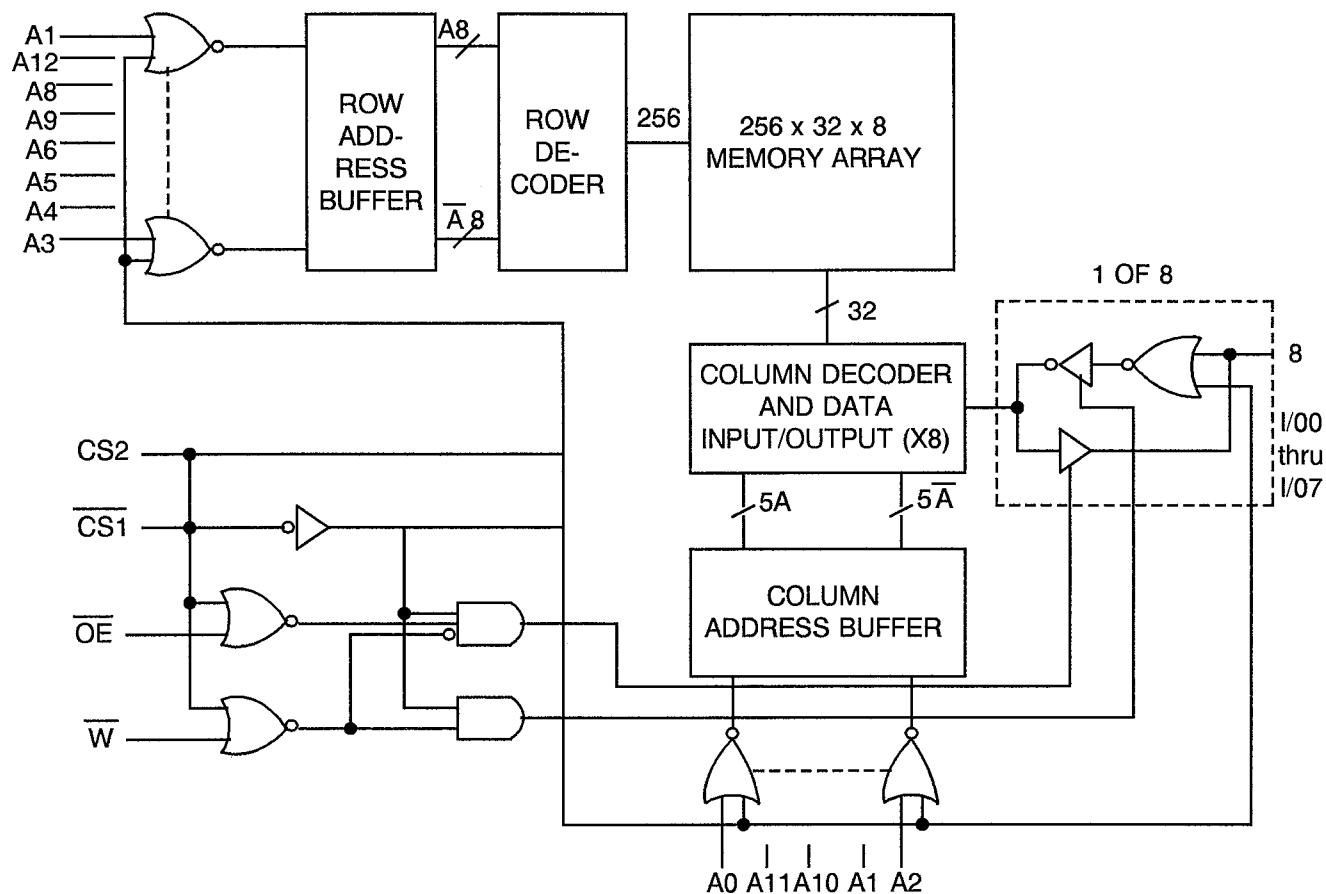 A1
A12
A8
A9
A6
A5
A4
A3
ROW
ADD-
RESS
BUFFER
A8
A̅ 8
ROW
DE-
CODER
256
256 x 32 x 8
MEMORY ARRAY
32
1 OF 8
COLUMN DECODER
AND DATA
INPUT/OUTPUT (X8)
8
I/00
thru
I/07
CS2
C̅S̅1̅
O̅E̅
W̅
5A
5A̅
COLUMN
ADDRESS BUFFER
A0 A11 A10 A1 A2